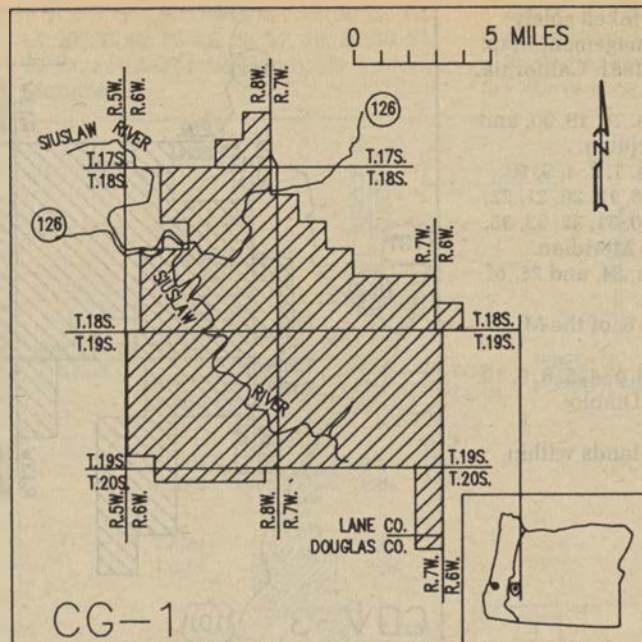 0 5 MILES
R.5W. R.6W.
R.8W. R.7W.
126
SIUSLAW RIVER
T.17S. T.17S.
T.18S. T.18S.
126
R.7W. R.6W.
SIUSLAW
T.18S. T.18S.
T.19S. T.19S.
RIVER
T.19S. T.19S.
T.20S. T.20S.
R.5W. R.6W.
R.8W. R.7W.
LANE CO.
DOUGLAS CO.
R.7W. R.6W.
CG-1
N